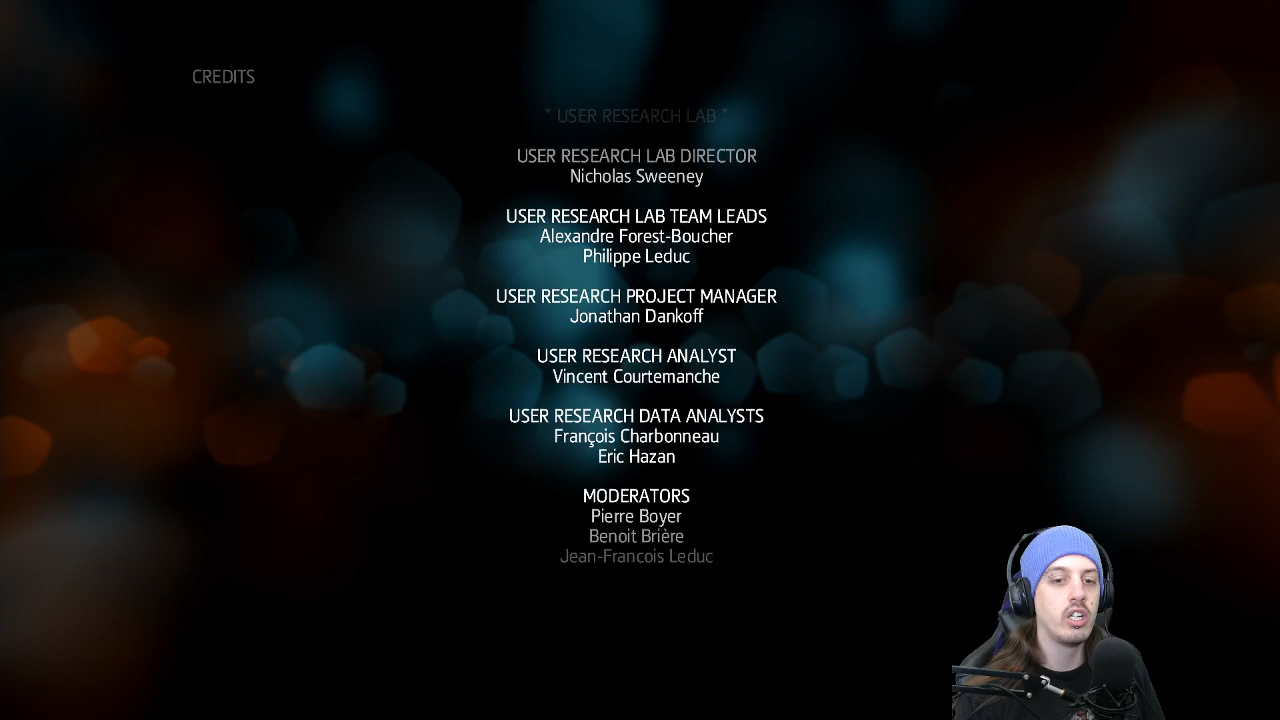 CREDITS
* USER RESEARCH LAB *
USER RESEARCH LAB DIRECTOR
Nicholas Sweeney
USER RESEARCH LAB TEAM LEADS
Alexandre Forest-Boucher
Philippe Leduc
USER RESEARCH PROJECT MANAGER
Jonathan Dankoff
USER RESEARCH ANALYST
Vincent Courtemanche
USER RESEARCH DATA ANALYSTS
François Charbonneau
Eric Hazan
MODERATORS
Pierre Boyer
Benoit Brière
Jean-Francois Leduc